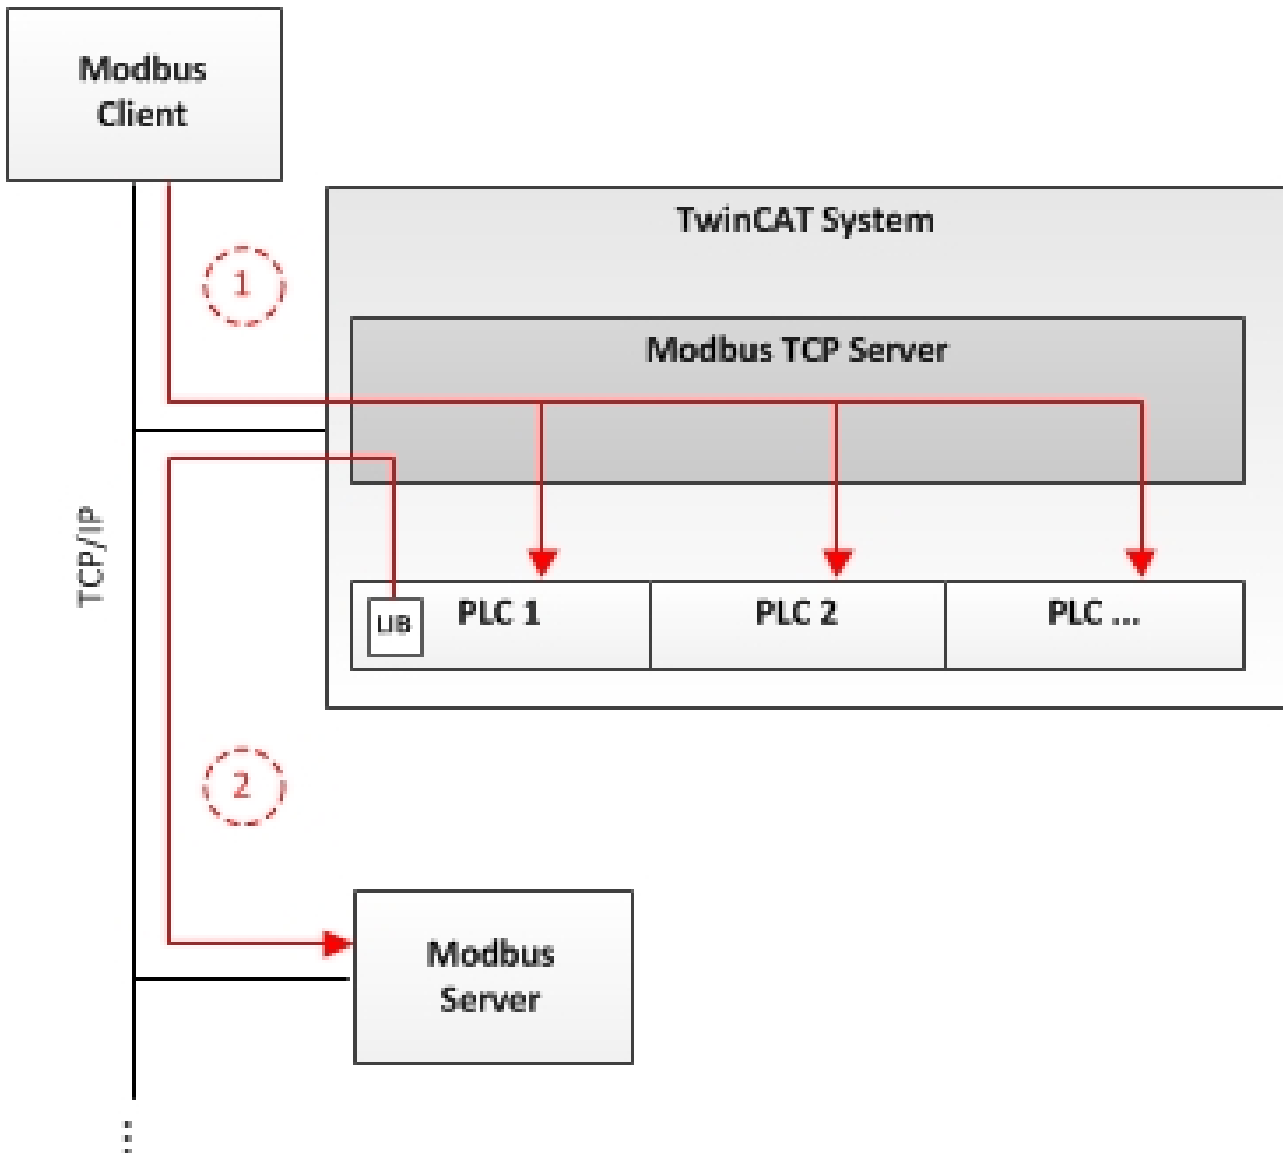 Modbus
Client
TwinCAT System
1
Modbus TCP Server
TCP/IP
LIB
PLC 1
PLC 2
PLC ...
2
Modbus
Server